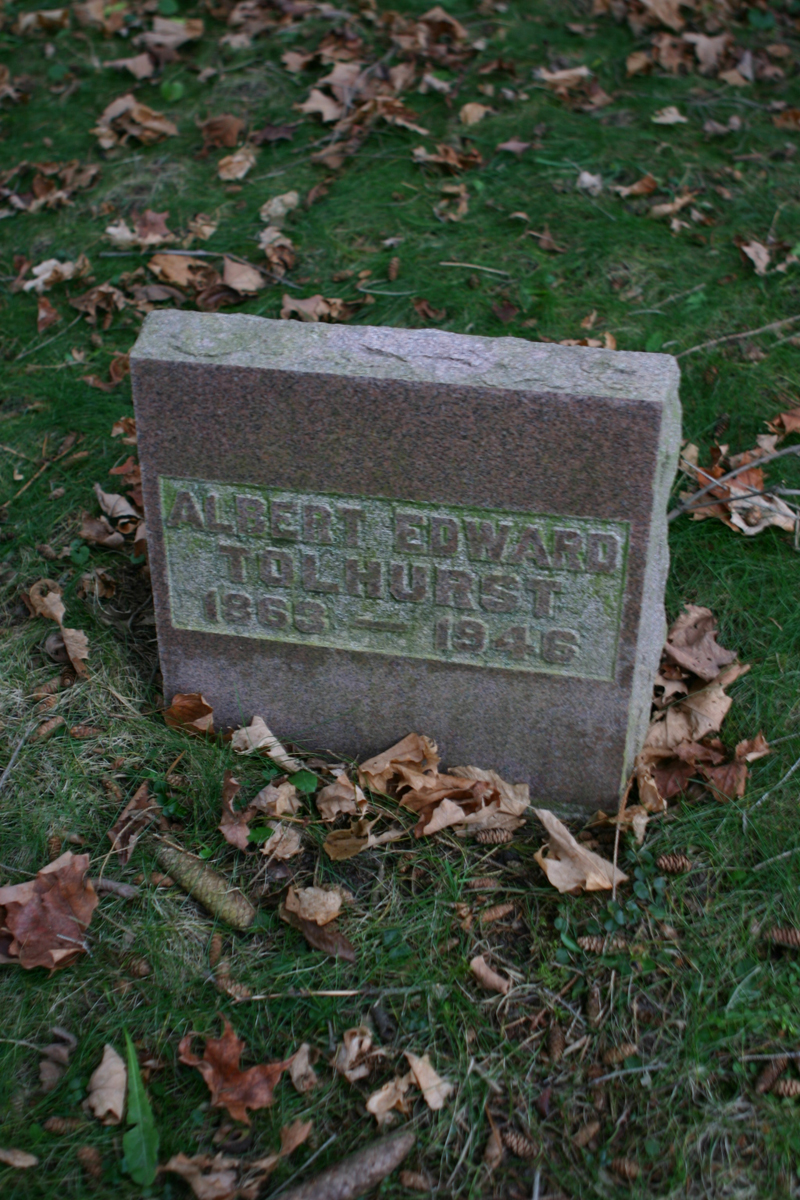 ALBERT EDWARD
TOLHURST
1863 — 1946